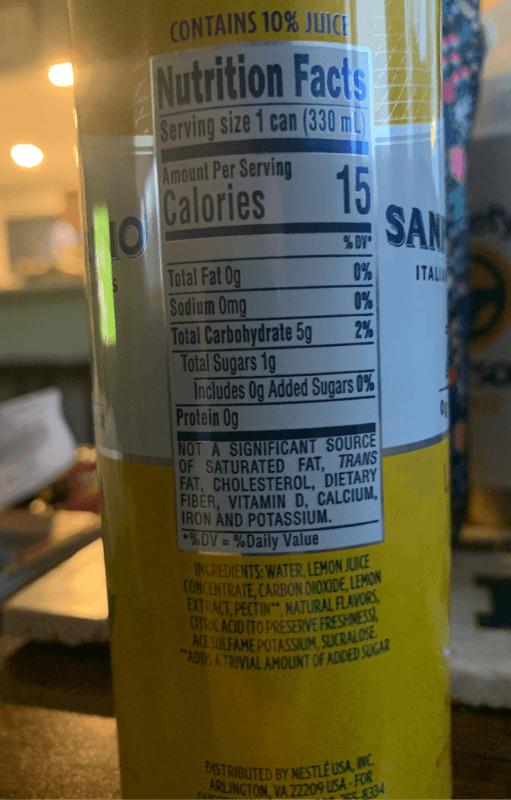 CONTAINS 10% JUICE
Nutrition Facts
Serving size 1 can (330 mL)
Amount Per Serving
Calories 15
% DV*
Total Fat 0g 0%
Sodium 0mg 0%
Total Carbohydrate 5g 2%
Total Sugars 1g
Includes 0g Added Sugars 0%
Protein 0g
NOT A SIGNIFICANT SOURCE
OF SATURATED FAT, TRANS
FAT, CHOLESTEROL, DIETARY
FIBER, VITAMIN D, CALCIUM,
IRON AND POTASSIUM.
*%DV = %Daily Value
INGREDIENTS: WATER, LEMON JUICE
CONCENTRATE, CARBON DIOXIDE, LEMON
EXTRACT, PECTIN**, NATURAL FLAVORS,
CITRIC ACID (TO PRESERVE FRESHNESS),
ACESULFAME POTASSIUM, SUCRALOSE.
**ADDS A TRIVIAL AMOUNT OF ADDED SUGAR
DISTRIBUTED BY NESTLÉ USA, INC.
ARLINGTON, VA 22209 USA - FOR
IO
S
SAN
ITALIA